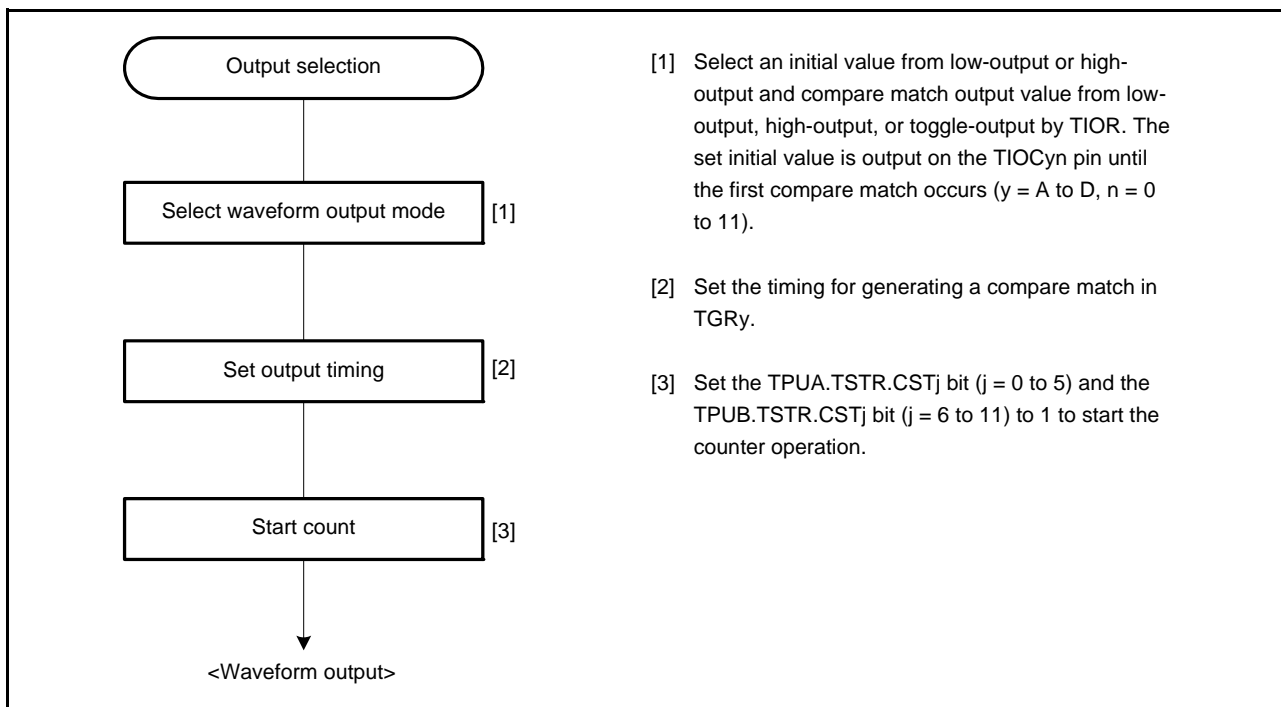 Output selection
Select waveform output mode [1]
Set output timing [2]
Start count [3]
<Waveform output>
[1] Select an initial value from low-output or high-
output and compare match output value from low-
output, high-output, or toggle-output by TIOR. The
set initial value is output on the TIOCyn pin until
the first compare match occurs (y = A to D, n = 0
to 11).
[2] Set the timing for generating a compare match in
TGRy.
[3] Set the TPUA.TSTR.CSTj bit (j = 0 to 5) and the
TPUB.TSTR.CSTj bit (j = 6 to 11) to 1 to start the
counter operation.